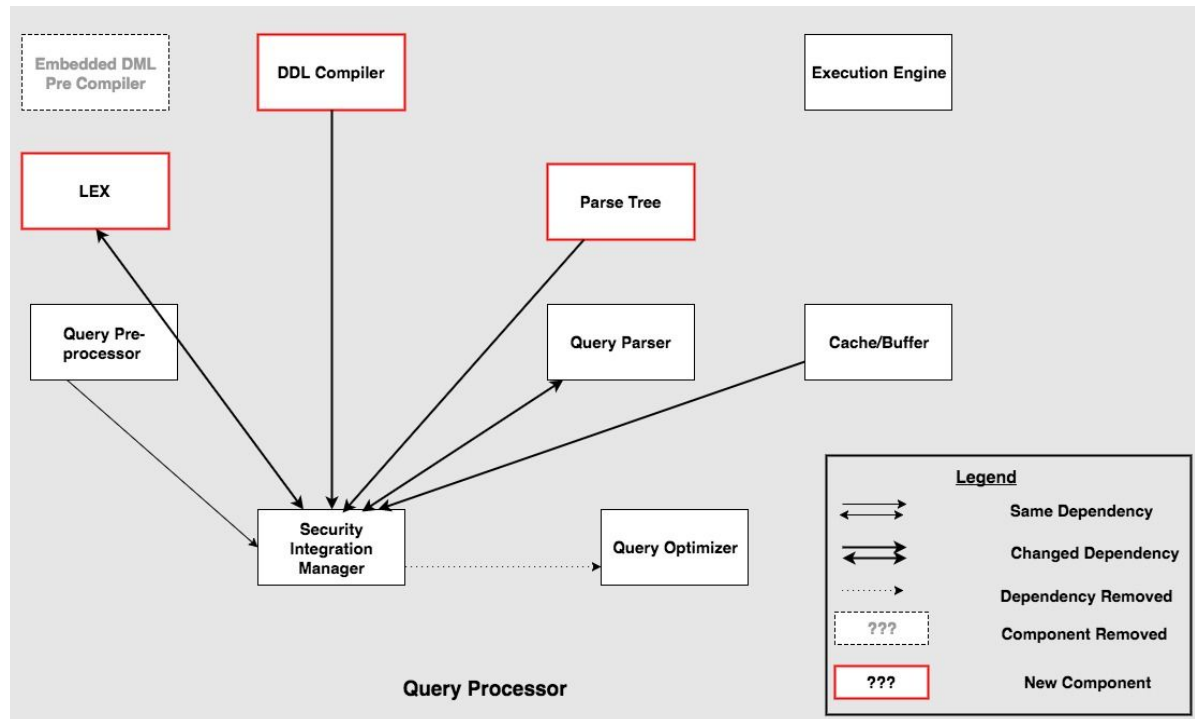 Embedded DML
Pre Compiler
DDL Compiler
Execution Engine
LEX
Parse Tree
Query Pre-
processor
Query Parser
Cache/Buffer
Security
Integration
Manager
Query Optimizer
Legend
Same Dependency
Changed Dependency
Dependency Removed
???
Component Removed
???
New Component
Query Processor